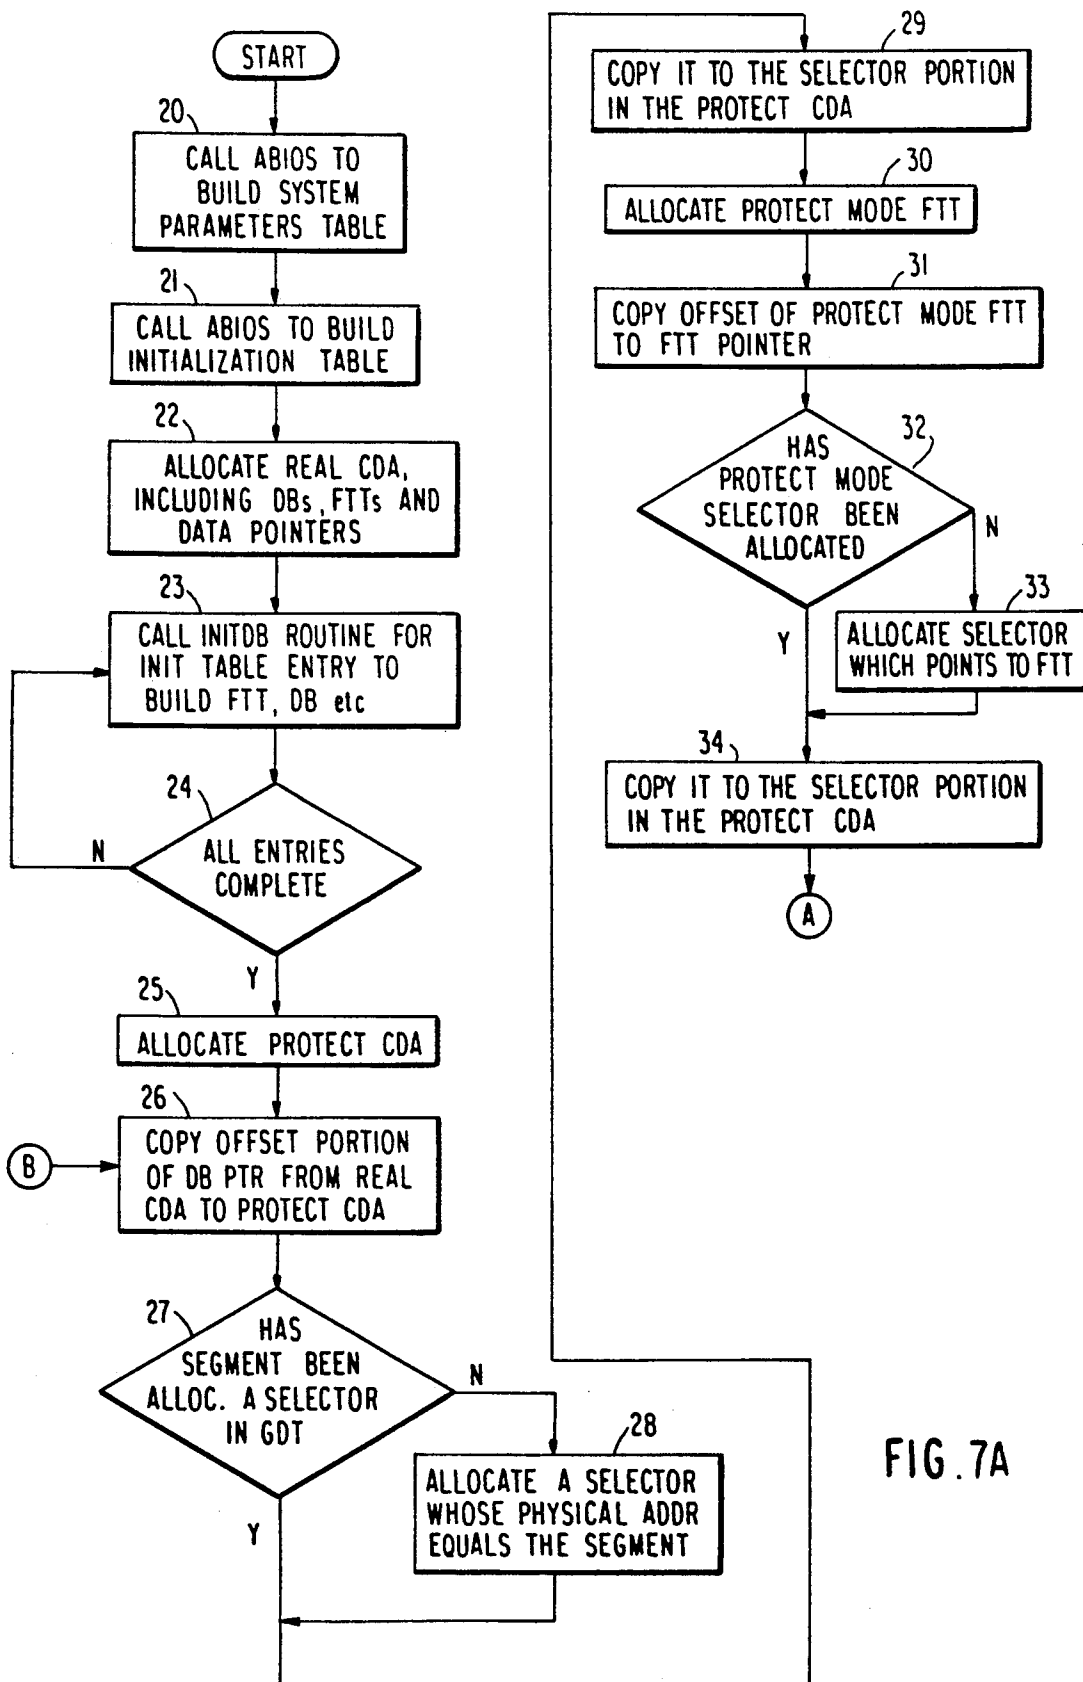 START
20
CALL ABIOS TO
BUILD SYSTEM
PARAMETERS TABLE
21
CALL ABIOS TO BUILD
INITIALIZATION TABLE
22
ALLOCATE REAL CDA,
INCLUDING DBs, FTTs AND
DATA POINTERS
23
CALL INITDB ROUTINE FOR
INIT TABLE ENTRY TO
BUILD FTT, DB etc
24
N
ALL ENTRIES
COMPLETE
Y
25
ALLOCATE PROTECT CDA
26
B
COPY OFFSET PORTION
OF DB PTR FROM REAL
CDA TO PROTECT CDA
27
HAS
SEGMENT BEEN
ALLOC. A SELECTOR
IN GDT
N
Y
28
ALLOCATE A SELECTOR
WHOSE PHYSICAL ADDR
EQUALS THE SEGMENT
29
COPY IT TO THE SELECTOR PORTION
IN THE PROTECT CDA
30
ALLOCATE PROTECT MODE FTT
31
COPY OFFSET OF PROTECT MODE FTT
TO FTT POINTER
32
HAS
PROTECT MODE
SELECTOR BEEN
ALLOCATED
N
Y
33
ALLOCATE SELECTOR
WHICH POINTS TO FTT
34
COPY IT TO THE SELECTOR PORTION
IN THE PROTECT CDA
A
FIG.7A